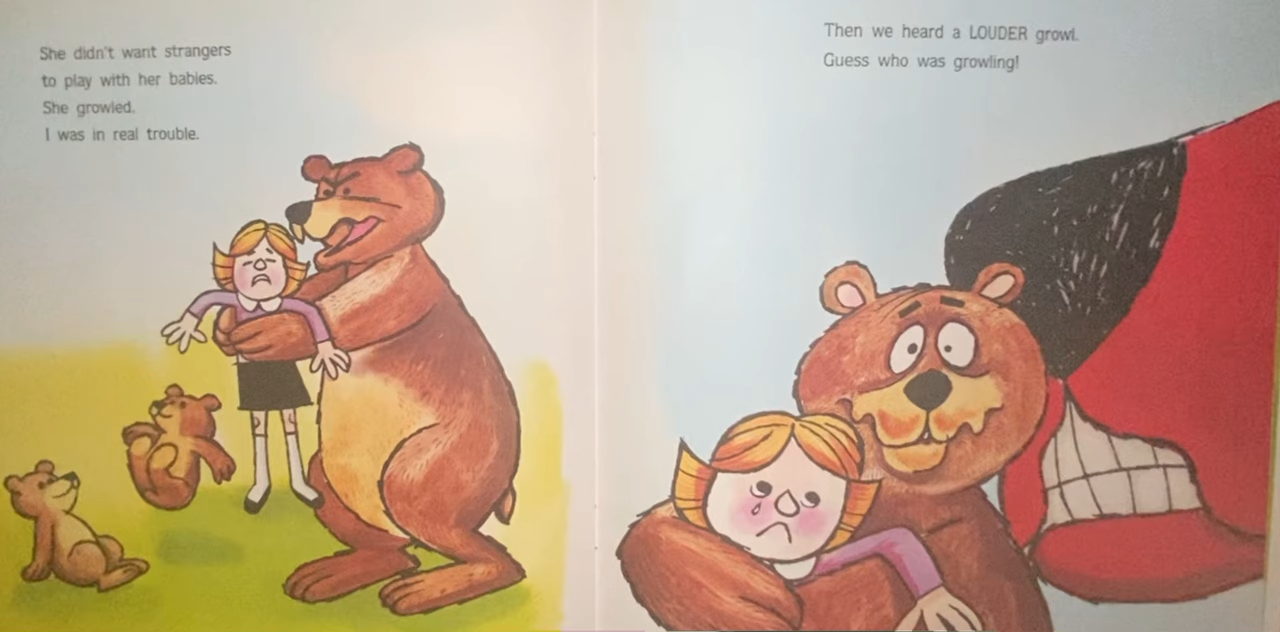 She didn't want strangers
to play with her babies.
She growled.
I was in real trouble.
Then we heard a LOUDER growl.
Guess who was growling!